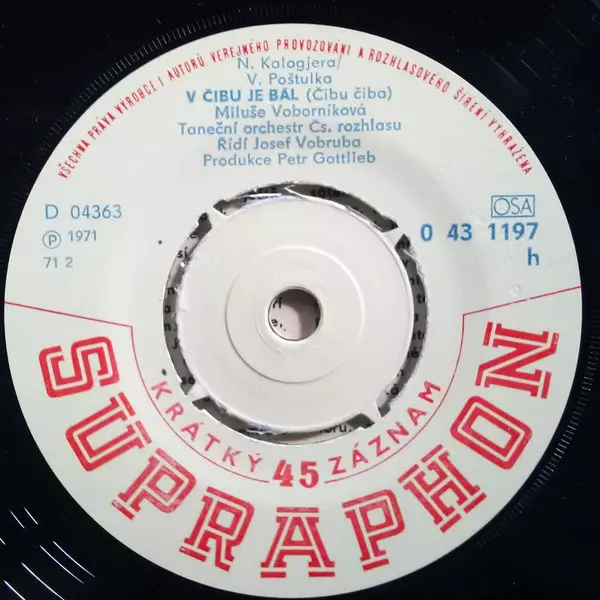 VŠECHNA PRÁVA VÝROBCE I AUTORŮ VEREJNÉHO PROVOZOVÁNÍ A ROZHLASOVÉHO ŠÍŘENÍ VYHRAŽENA
N. Kalogjera/
V. Poštulka
V ČIBU JE BÁL (Čibu čiba)
Miluše Voborníková
Taneční orchestr Čs. rozhlasu
Řídí Josef Vobruba
Produkce Petr Gottlieb
D 04363
Ⓟ 1971
71 2
OSA
0 43 1197
h
KRÁTKÝ 45 ZÁZNAM
SUPRAPHON